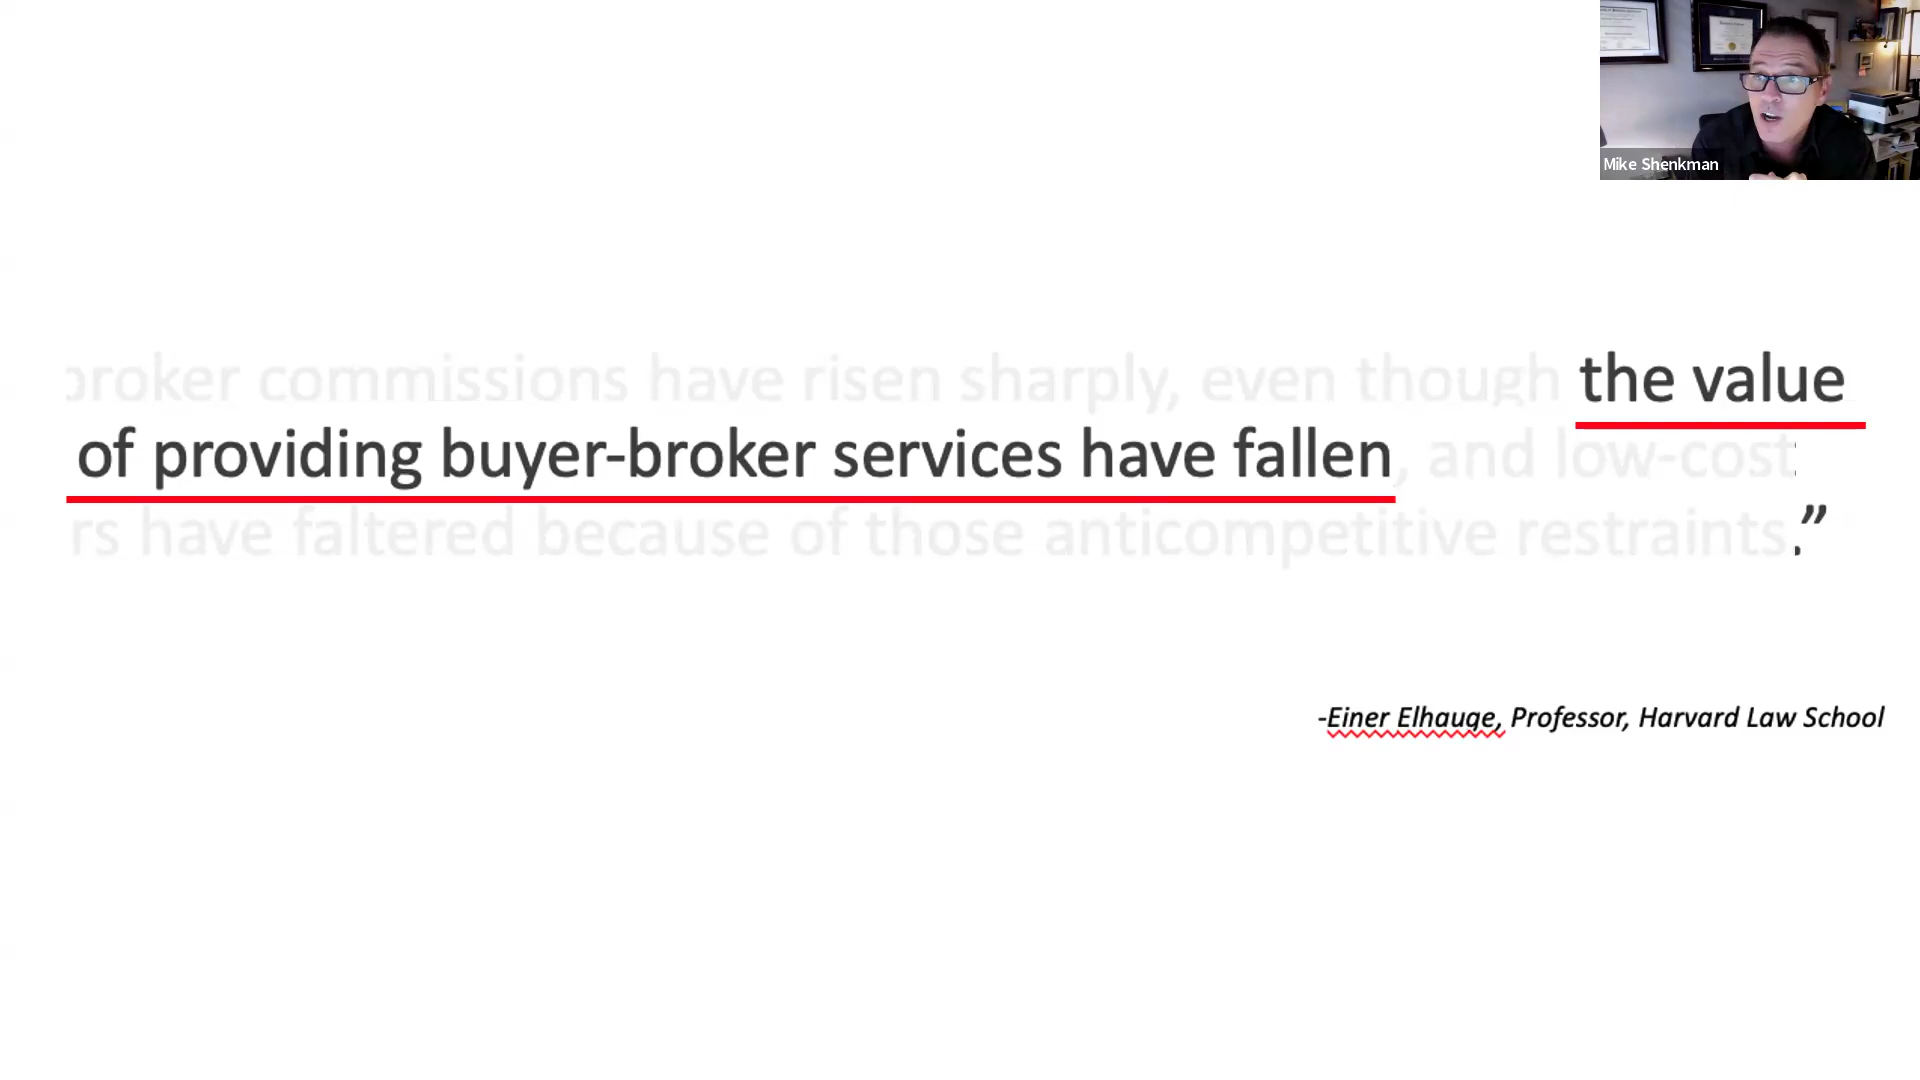 Mike Shenkman
broker commissions have risen sharply, even though the value
of providing buyer-broker services have fallen, and low-cost
rs have faltered because of those anticompetitive restraints.”
-Einer Elhauge, Professor, Harvard Law School